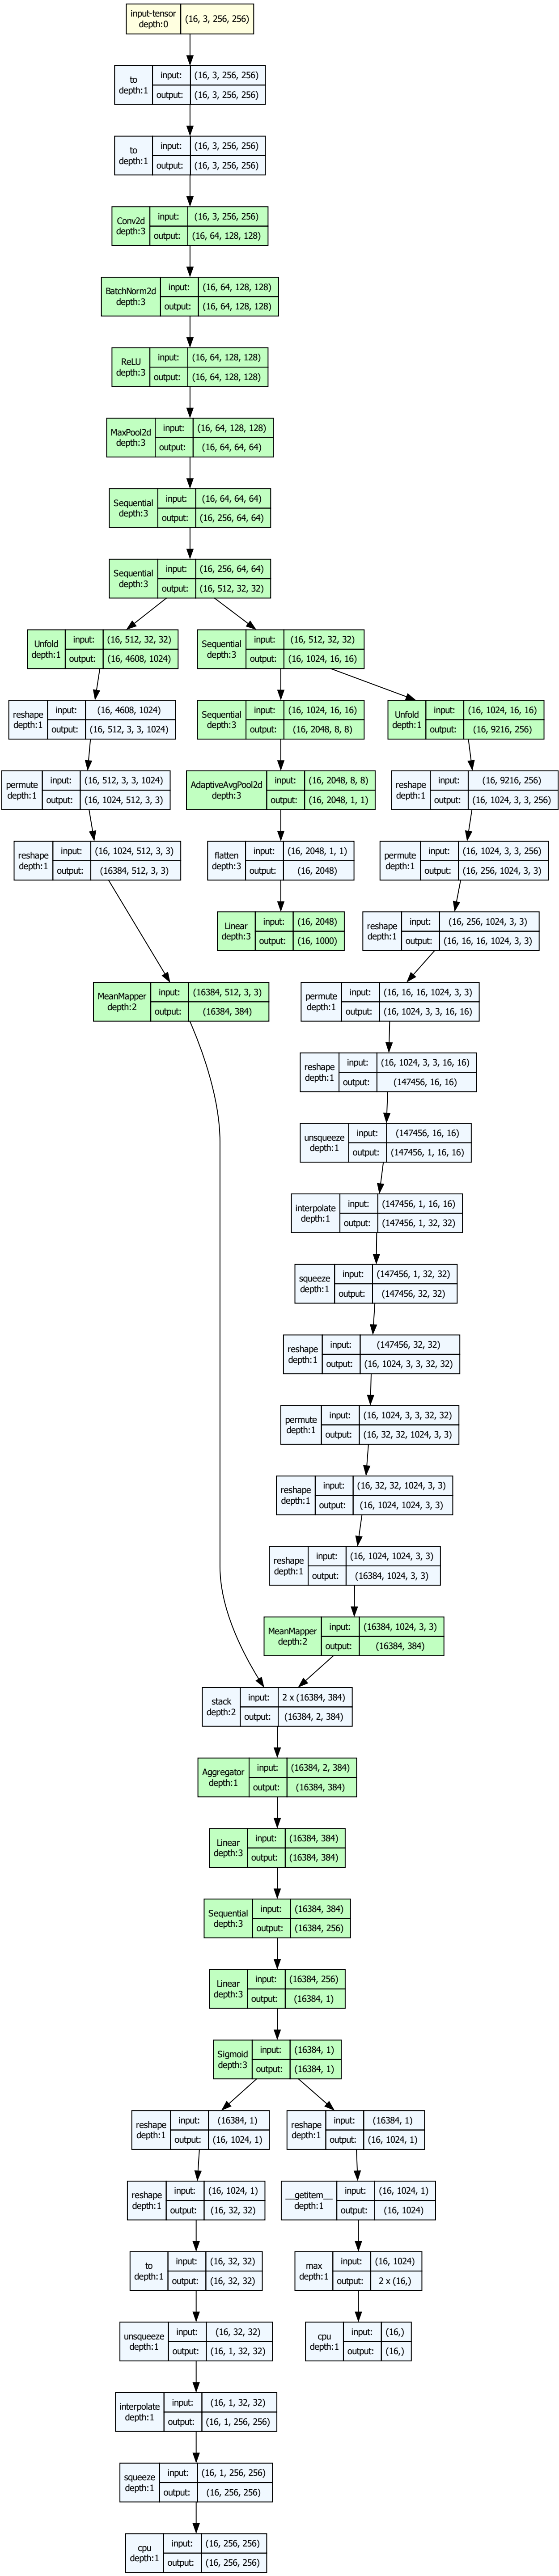 input-tensor
depth:0
(16, 3, 256, 256)
to
depth:1
input:
(16, 3, 256, 256)
output:
(16, 3, 256, 256)
to
depth:1
input:
(16, 3, 256, 256)
output:
(16, 3, 256, 256)
Conv2d
depth:3
input:
(16, 3, 256, 256)
output:
(16, 64, 128, 128)
BatchNorm2d
depth:3
input:
(16, 64, 128, 128)
output:
(16, 64, 128, 128)
ReLU
depth:3
input:
(16, 64, 128, 128)
output:
(16, 64, 128, 128)
MaxPool2d
depth:3
input:
(16, 64, 128, 128)
output:
(16, 64, 64, 64)
Sequential
depth:3
input:
(16, 64, 64, 64)
output:
(16, 256, 64, 64)
Sequential
depth:3
input:
(16, 256, 64, 64)
output:
(16, 512, 32, 32)
Unfold
depth:1
input:
(16, 512, 32, 32)
output:
(16, 4608, 1024)
Sequential
depth:3
input:
(16, 512, 32, 32)
output:
(16, 1024, 16, 16)
reshape
depth:1
input:
(16, 4608, 1024)
output:
(16, 512, 3, 3, 1024)
Sequential
depth:3
input:
(16, 1024, 16, 16)
output:
(16, 2048, 8, 8)
Unfold
depth:1
input:
(16, 1024, 16, 16)
output:
(16, 9216, 256)
permute
depth:1
input:
(16, 512, 3, 3, 1024)
output:
(16, 1024, 512, 3, 3)
AdaptiveAvgPool2d
depth:3
input:
(16, 2048, 8, 8)
output:
(16, 2048, 1, 1)
reshape
depth:1
input:
(16, 9216, 256)
output:
(16, 1024, 3, 3, 256)
reshape
depth:1
input:
(16, 1024, 512, 3, 3)
output:
(16384, 512, 3, 3)
flatten
depth:3
input:
(16, 2048, 1, 1)
output:
(16, 2048)
permute
depth:1
input:
(16, 1024, 3, 3, 256)
output:
(16, 256, 1024, 3, 3)
Linear
depth:3
input:
(16, 2048)
output:
(16, 1000)
reshape
depth:1
input:
(16, 256, 1024, 3, 3)
output:
(16, 16, 16, 1024, 3, 3)
MeanMapper
depth:2
input:
(16384, 512, 3, 3)
output:
(16384, 384)
permute
depth:1
input:
(16, 16, 16, 1024, 3, 3)
output:
(16, 1024, 3, 3, 16, 16)
reshape
depth:1
input:
(16, 1024, 3, 3, 16, 16)
output:
(147456, 16, 16)
unsqueeze
depth:1
input:
(147456, 16, 16)
output:
(147456, 1, 16, 16)
interpolate
depth:1
input:
(147456, 1, 16, 16)
output:
(147456, 1, 32, 32)
squeeze
depth:1
input:
(147456, 1, 32, 32)
output:
(147456, 32, 32)
reshape
depth:1
input:
(147456, 32, 32)
output:
(16, 1024, 3, 3, 32, 32)
permute
depth:1
input:
(16, 1024, 3, 3, 32, 32)
output:
(16, 32, 32, 1024, 3, 3)
reshape
depth:1
input:
(16, 32, 32, 1024, 3, 3)
output:
(16, 1024, 1024, 3, 3)
reshape
depth:1
input:
(16, 1024, 1024, 3, 3)
output:
(16384, 1024, 3, 3)
MeanMapper
depth:2
input:
(16384, 1024, 3, 3)
output:
(16384, 384)
stack
depth:2
input:
2 x (16384, 384)
output:
(16384, 2, 384)
Aggregator
depth:1
input:
(16384, 2, 384)
output:
(16384, 384)
Linear
depth:3
input:
(16384, 384)
output:
(16384, 384)
Sequential
depth:3
input:
(16384, 384)
output:
(16384, 256)
Linear
depth:3
input:
(16384, 256)
output:
(16384, 1)
Sigmoid
depth:3
input:
(16384, 1)
output:
(16384, 1)
reshape
depth:1
input:
(16384, 1)
output:
(16, 1024, 1)
reshape
depth:1
input:
(16384, 1)
output:
(16, 1024, 1)
reshape
depth:1
input:
(16, 1024, 1)
output:
(16, 32, 32)
__getitem__
depth:1
input:
(16, 1024, 1)
output:
(16, 1024)
to
depth:1
input:
(16, 32, 32)
output:
(16, 32, 32)
max
depth:1
input:
(16, 1024)
output:
2 x (16,)
unsqueeze
depth:1
input:
(16, 32, 32)
output:
(16, 1, 32, 32)
cpu
depth:1
input:
(16,)
output:
(16,)
interpolate
depth:1
input:
(16, 1, 32, 32)
output:
(16, 1, 256, 256)
squeeze
depth:1
input:
(16, 1, 256, 256)
output:
(16, 256, 256)
cpu
depth:1
input:
(16, 256, 256)
output:
(16, 256, 256)